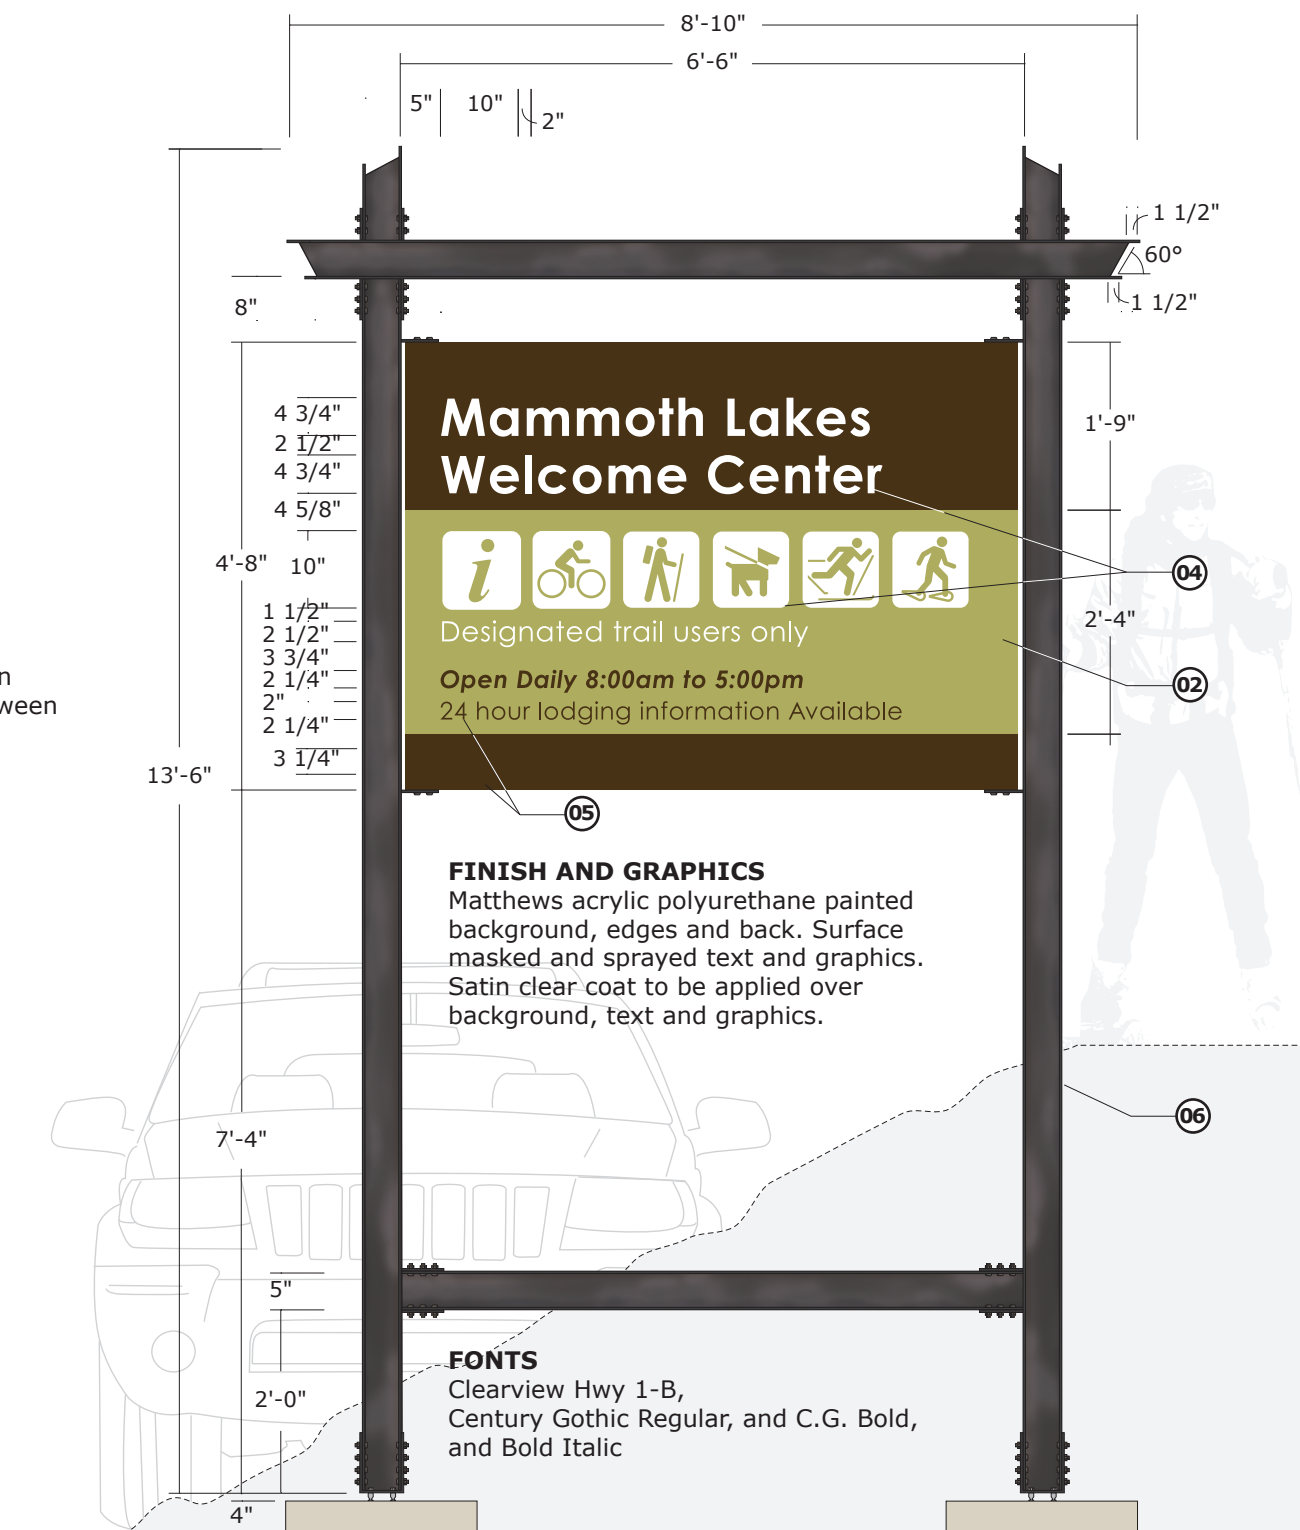 8'-10"
6'-6"
5" 10" 2"
1 1/2"
60°
1 1/2"
8"
Mammoth Lakes
Welcome Center
4 3/4"
2 1/2"
4 3/4"
4 5/8"
10"
1 1/2"
2 1/2"
3 3/4"
2 1/4"
2"
2 1/4"
3 1/4"
4'-8"
1'-9"
2'-4"
i
Designated trail users only
Open Daily 8:00am to 5:00pm
24 hour lodging information Available
04
02
05
n
ween
13'-6"
FINISH AND GRAPHICS
Matthews acrylic polyurethane painted
background, edges and back. Surface
masked and sprayed text and graphics.
Satin clear coat to be applied over
background, text and graphics.
06
7'-4"
5"
2'-0"
4"
FONTS
Clearview Hwy 1-B,
Century Gothic Regular, and C.G. Bold,
and Bold Italic